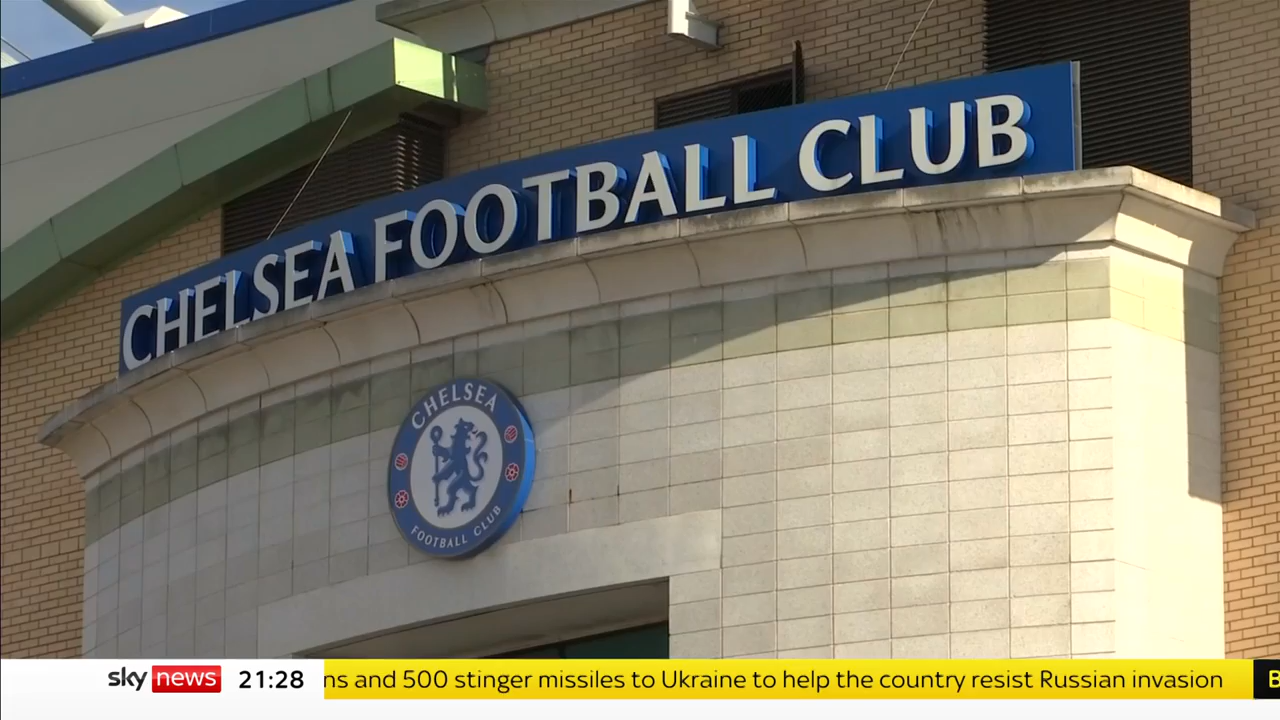 CHELSEA FOOTBALL CLUB
CHELSEA
FOOTBALL CLUB
sky news 21:28 ns and 500 stinger missiles to Ukraine to help the country resist Russian invasion B